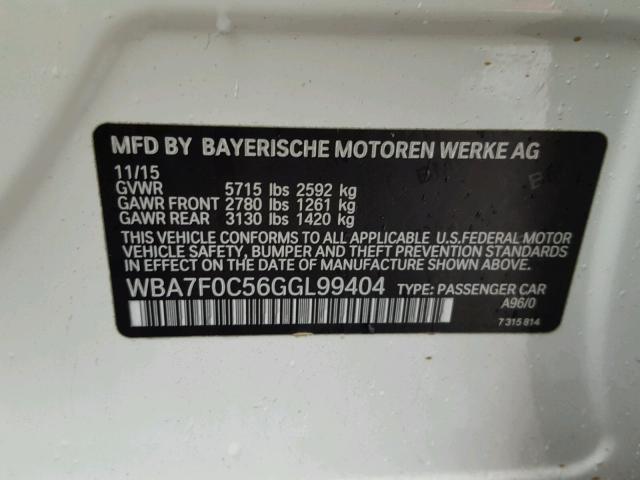 MFD BY BAYERISCHE MOTOREN WERKE AG
11/15
GVWR 5715 lbs 2592 kg
GAWR FRONT 2780 lbs 1261 kg
GAWR REAR 3130 lbs 1420 kg
THIS VEHICLE CONFORMS TO ALL APPLICABLE U.S.FEDERAL MOTOR
VEHICLE SAFETY, BUMPER AND THEFT PREVENTION STANDARDS
IN EFFECT ON THE DATE OF MANUFACTURE SHOWN ABOVE.
WBA7F0C56GGL99404 TYPE: PASSENGER CAR
A96/0
7 315 814